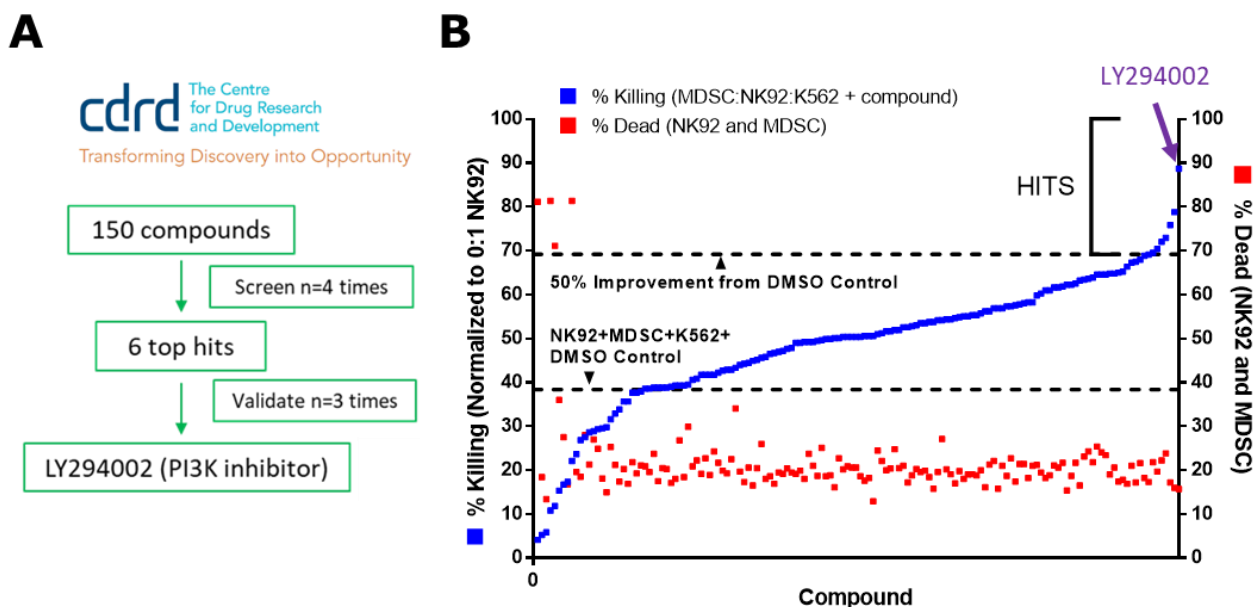 A
cdrd
The Centre
for Drug Research
and Development
Transforming Discovery into Opportunity
150 compounds
Screen n=4 times
6 top hits
Validate n=3 times
LY294002 (PI3K inhibitor)
B
LY294002
% Killing (MDSC:NK92:K562 + compound)
% Dead (NK92 and MDSC)
HITS
50% Improvement from DMSO Control
NK92+MDSC+K562+
DMSO Control
% Killing (Normalized to 0:1 NK92)
100
90
80
70
60
50
40
30
20
10
0
0
Compound
100
90
80
70
60
50
40
30
20
10
0
% Dead (NK92 and MDSC)